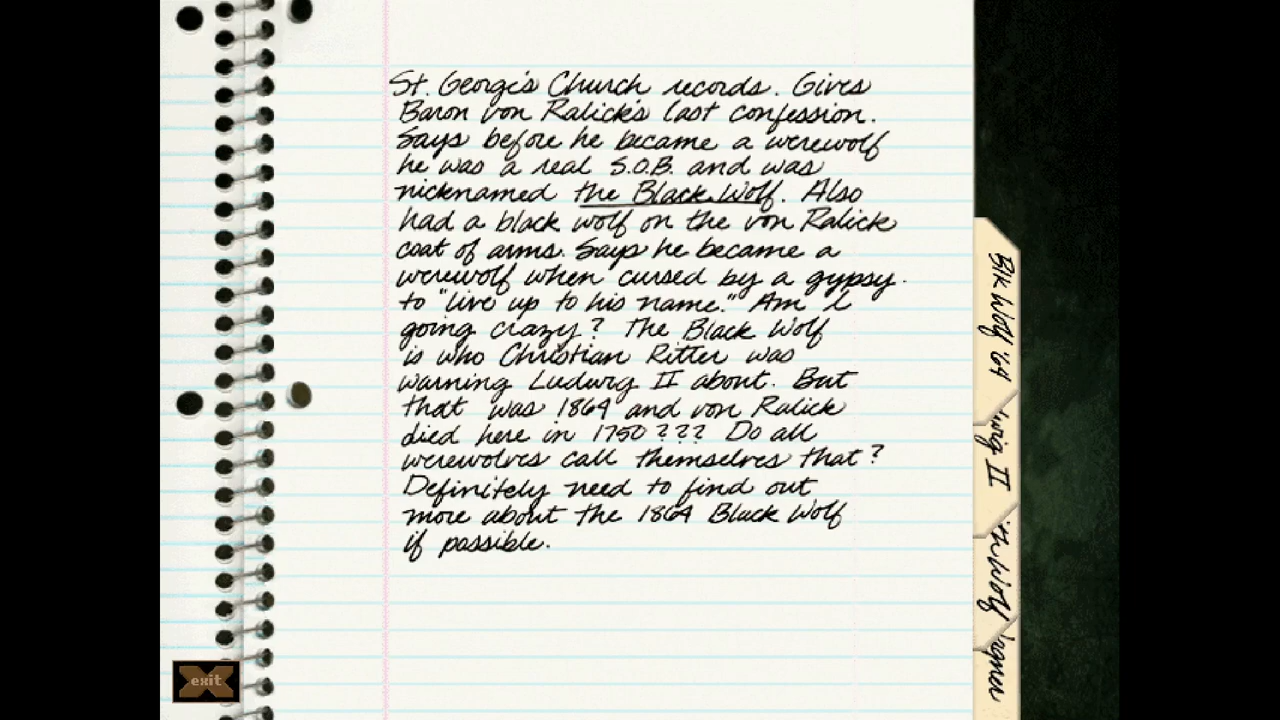 St. Georg's Church records. Gives
Baron von Ralick's last confession.
Says before he became a werewolf
he was a real S.O.B. and was
nicknamed the Black Wolf. Also
had a black wolf on the von Ralick
coat of arms. Says he became a
werewolf when cursed by a gypsy
to "live up to his name." Am I
going crazy? The Black Wolf
is who Christian Ritter was
warning Ludwig II about. But
that was 1864 and von Ralick
died here in 1750??? Do all
werewolves call themselves that?
Definitely need to find out
more about the 1864 Black Wolf
if possible.
Blk Wolf '64
wig II
Wolf
exit